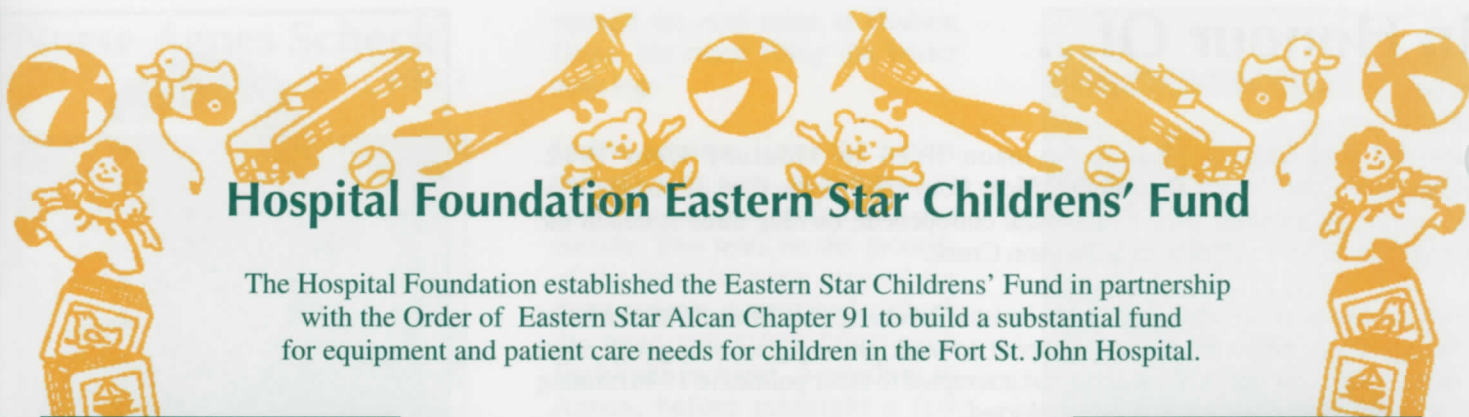 Hospital Foundation Eastern Star Childrens' Fund
The Hospital Foundation established the Eastern Star Childrens' Fund in partnership
with the Order of Eastern Star Alcan Chapter 91 to build a substantial fund
for equipment and patient care needs for children in the Fort St. John Hospital.